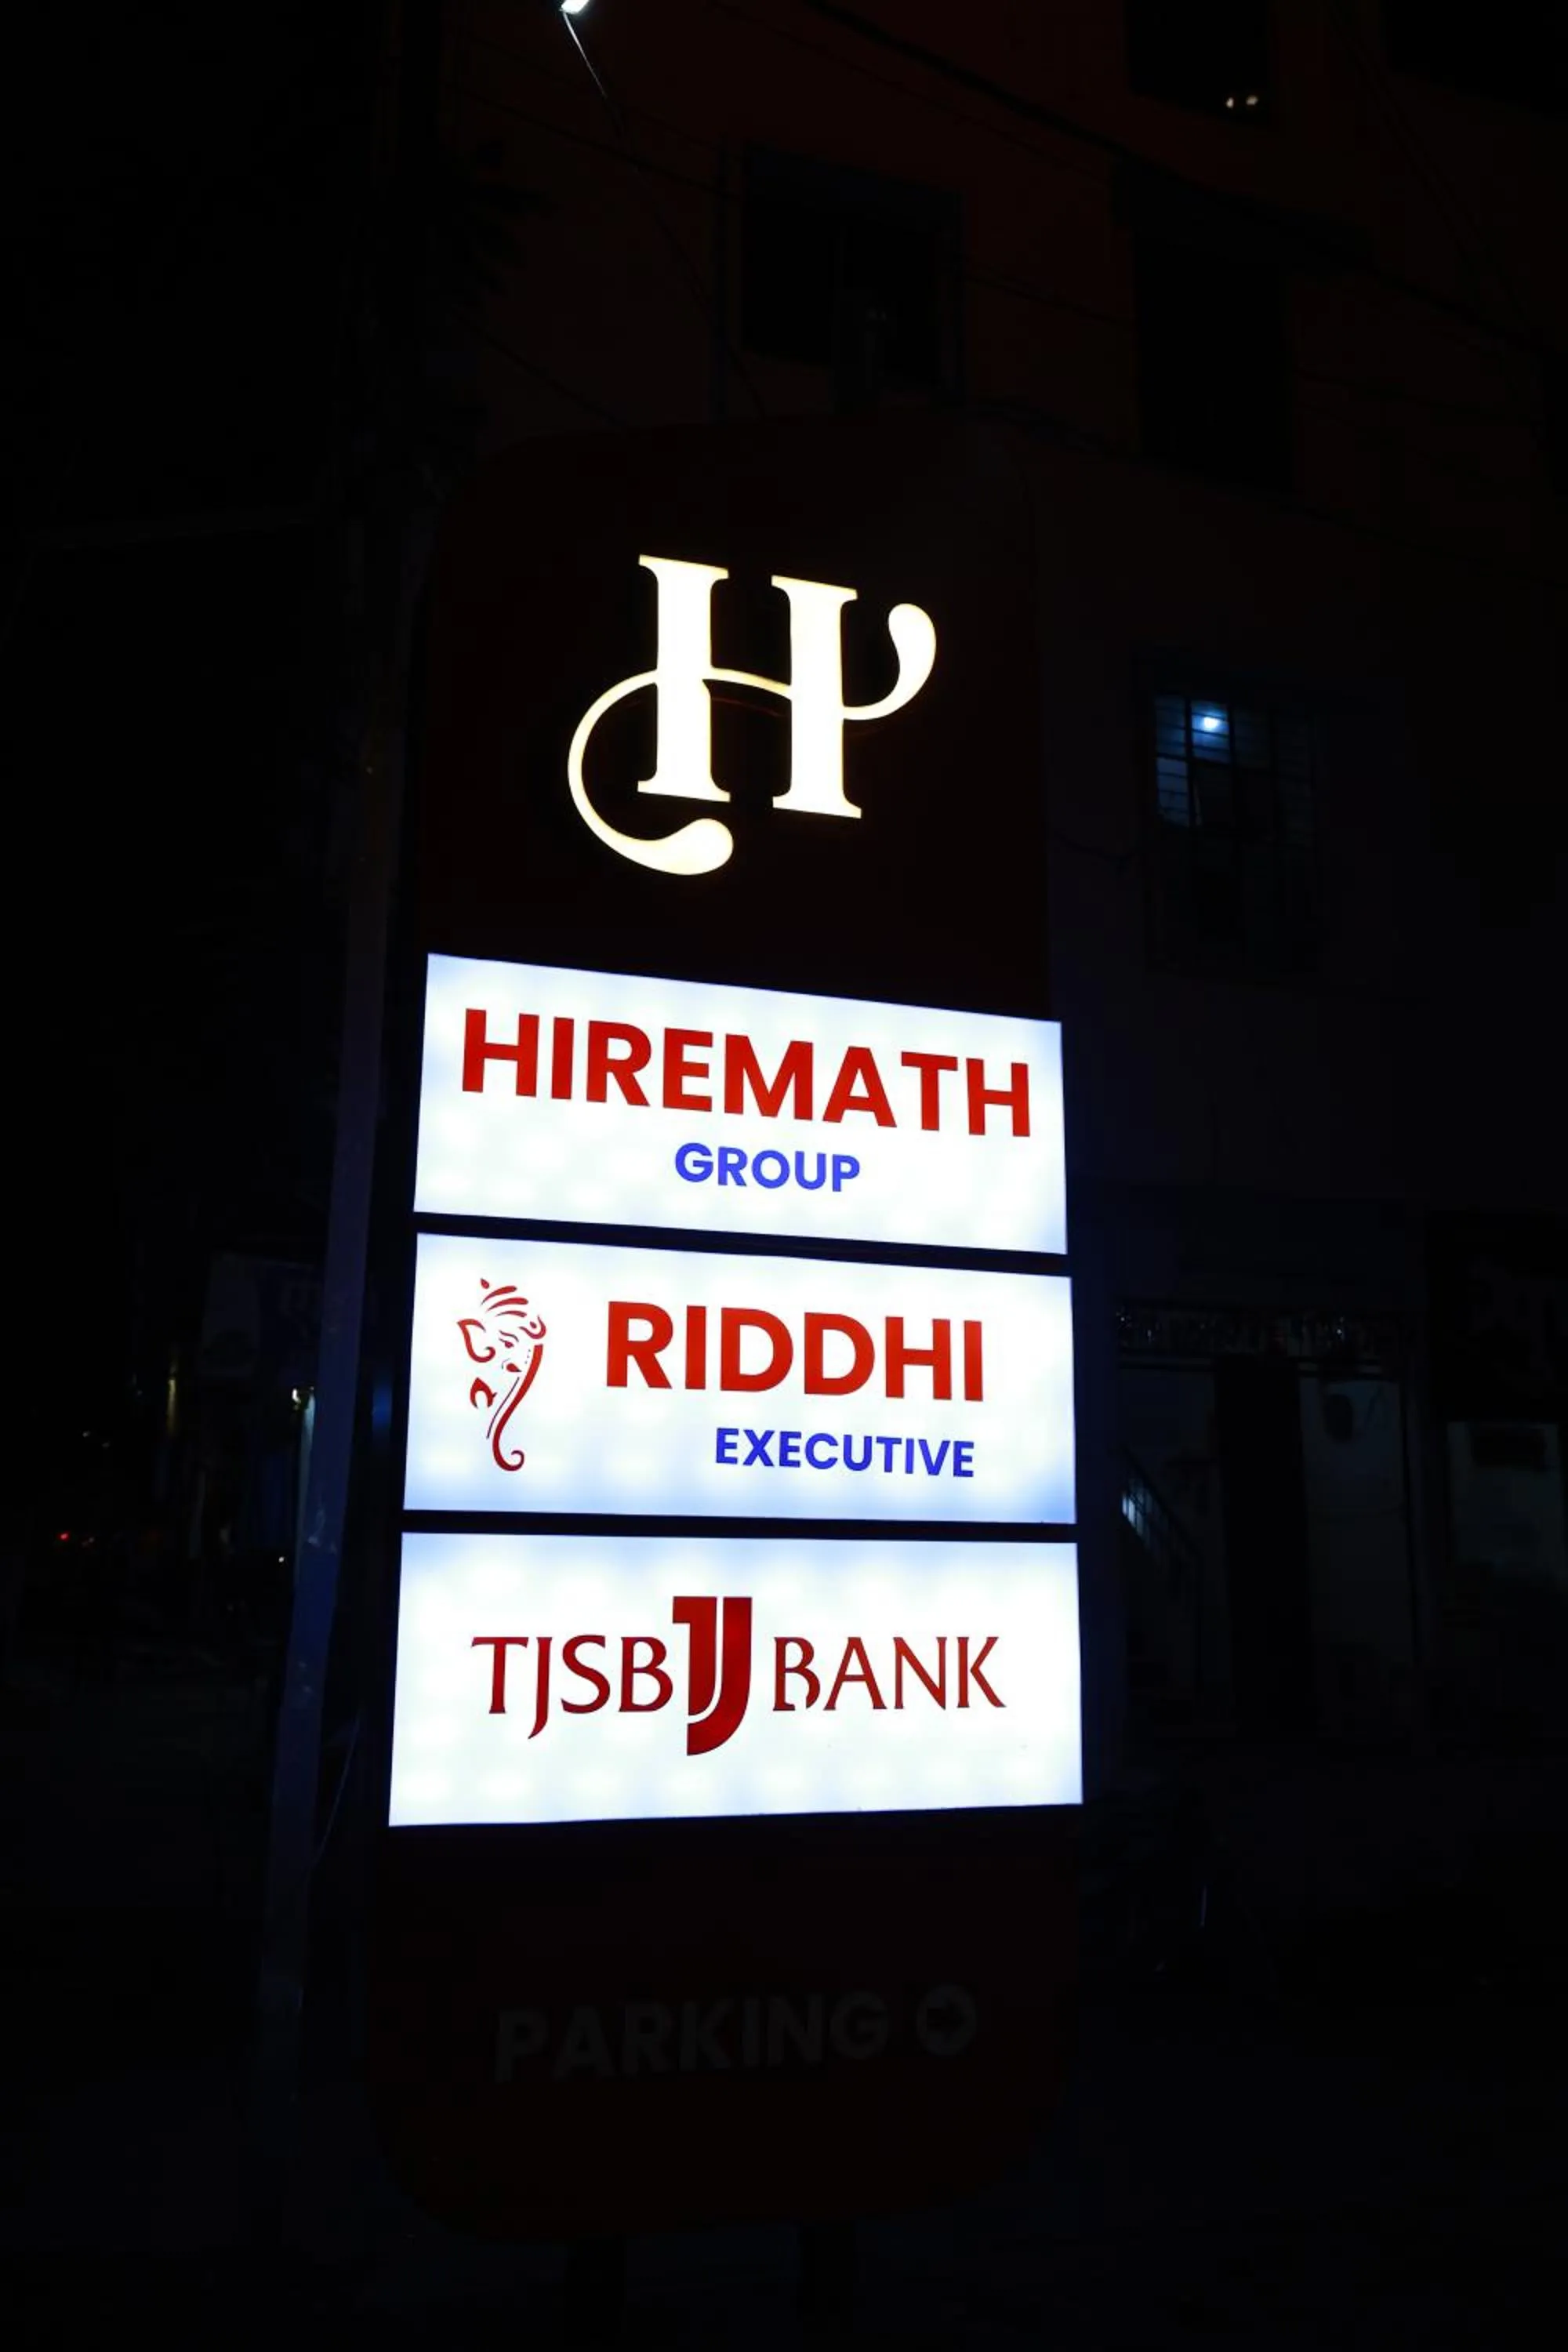 H
HIREMATH
GROUP
RIDDHI
EXECUTIVE
TJSB BANK
PARKING